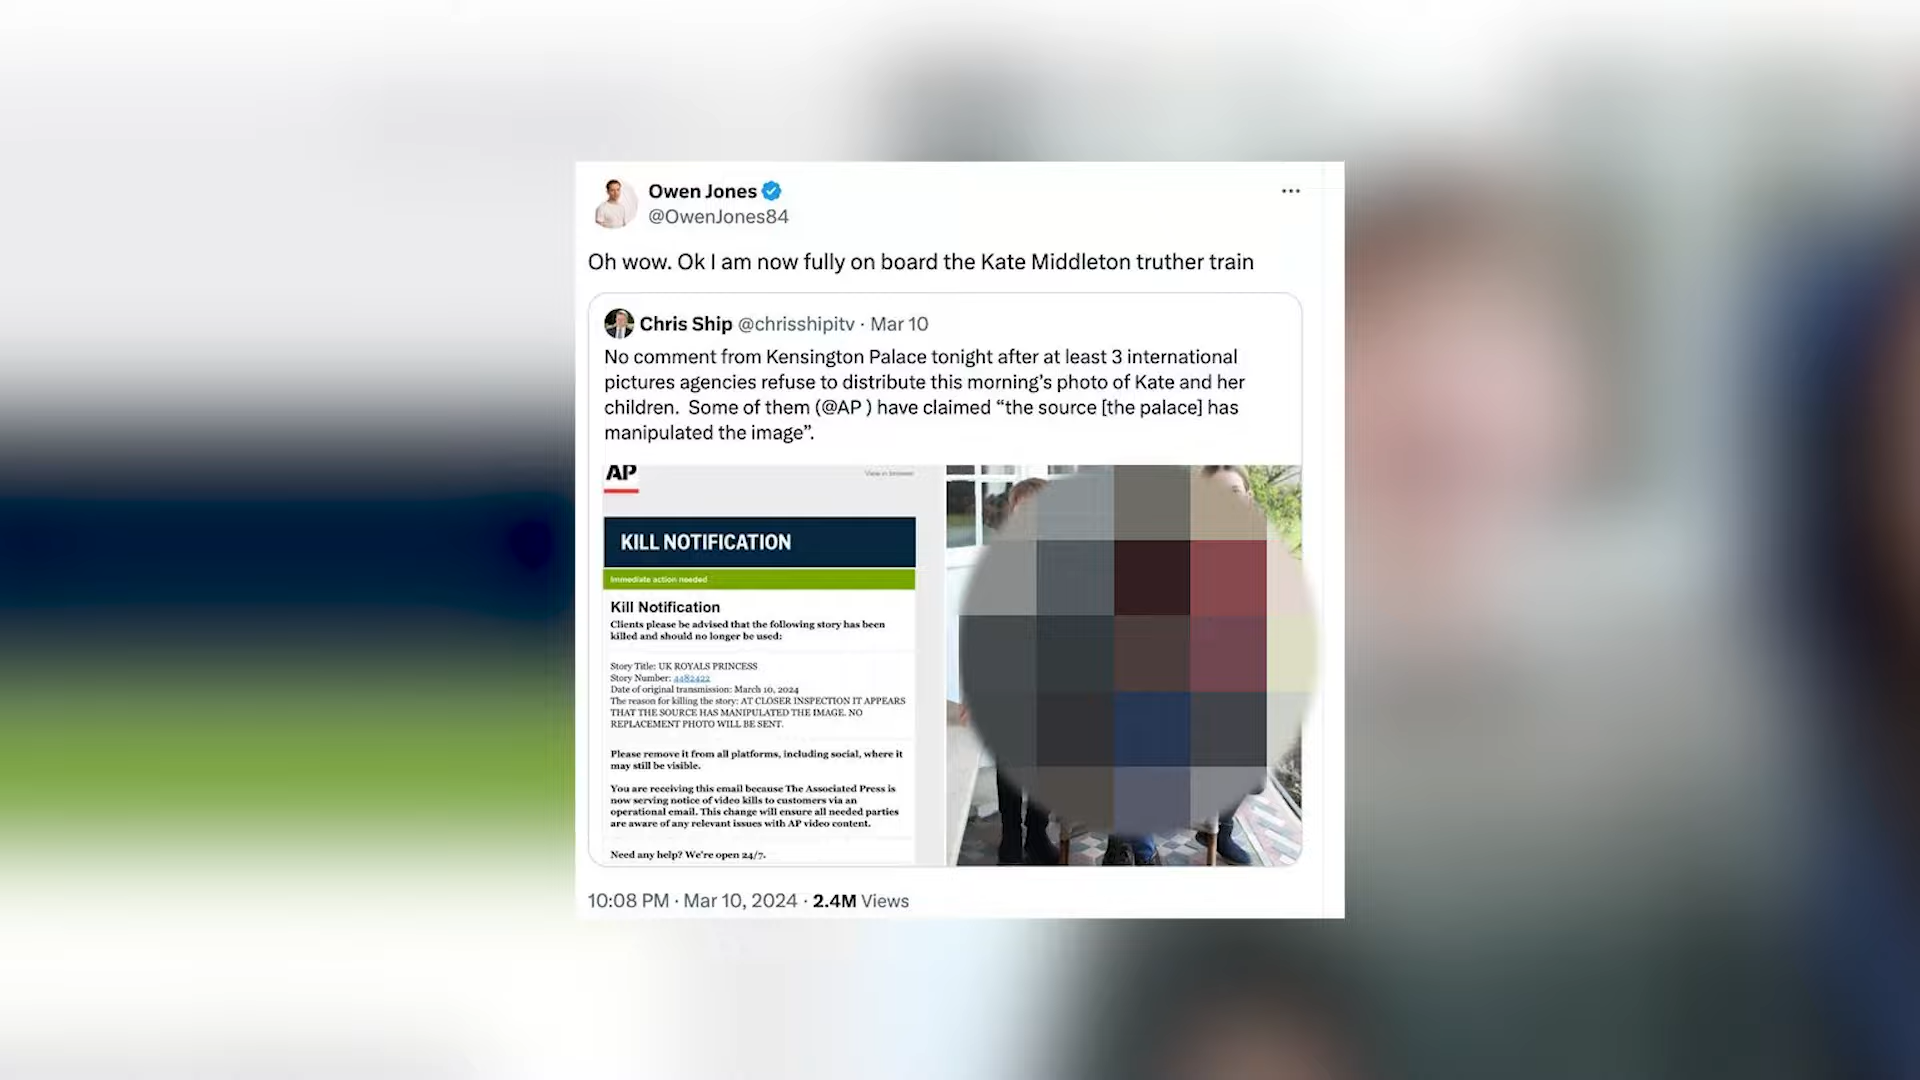 Owen Jones
@OwenJones84
Oh wow. Ok I am now fully on board the Kate Middleton truther train
Chris Ship @chrisshipitv · Mar 10
No comment from Kensington Palace tonight after at least 3 international
pictures agencies refuse to distribute this morning's photo of Kate and her
children. Some of them (@AP ) have claimed “the source [the palace] has
manipulated the image”.
AP
View in browser
KILL NOTIFICATION
Immediate action needed
Kill Notification
Clients please be advised that the following story has been
killed and should no longer be used:
Story Title: UK ROYALS PRINCESS
Story Number: 4482422
Date of original transmission: March 10, 2024
The reason for killing the story: AT CLOSER INSPECTION IT APPEARS
THAT THE SOURCE HAS MANIPULATED THE IMAGE. NO
REPLACEMENT PHOTO WILL BE SENT.
Please remove it from all platforms, including social, where it
may still be visible.
You are receiving this email because The Associated Press is
now serving notice of video kills to customers via an
operational email. This change will ensure all needed parties
are aware of any relevant issues with AP video content.
Need any help? We're open 24/7.
10:08 PM · Mar 10, 2024 · 2.4M Views